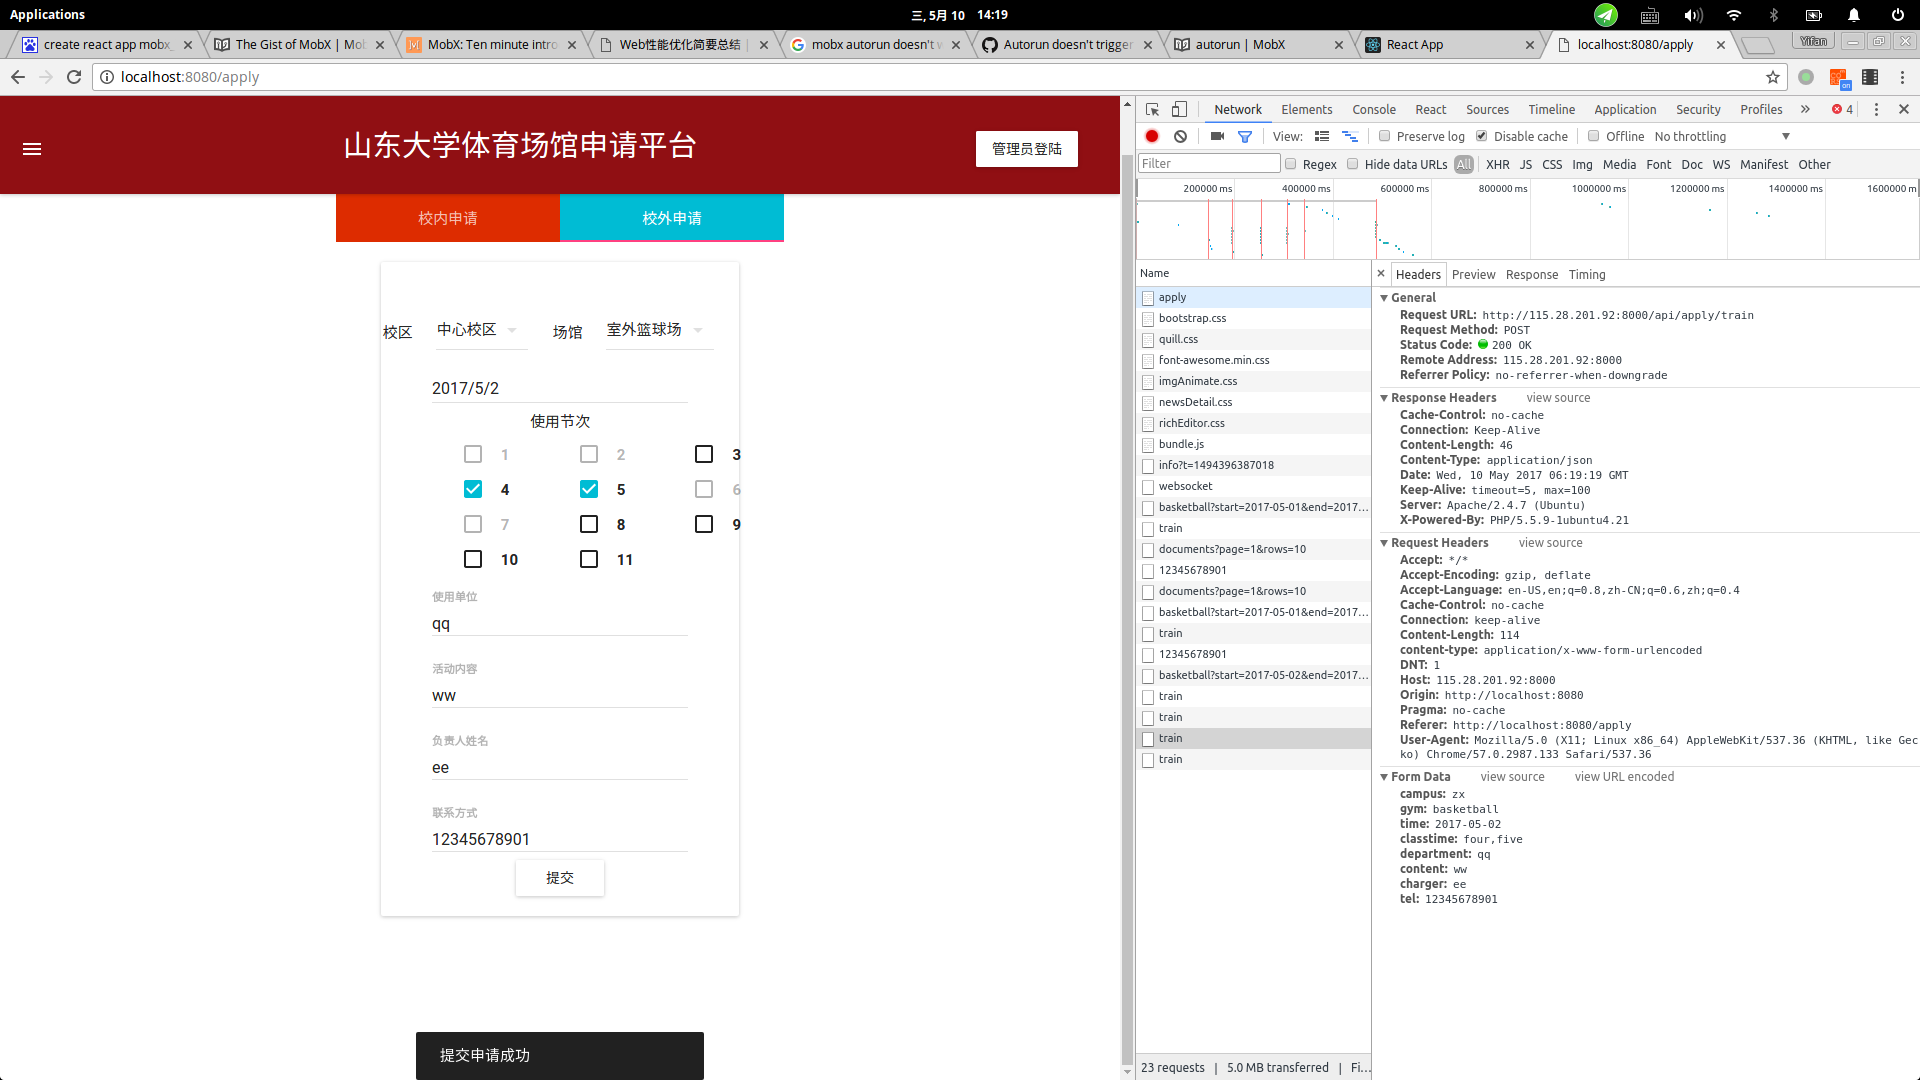 Applications
三, 5月 10 14:19
create react app mobx
The Gist of MobX | Mob
MobX: Ten minute intro
Web性能优化简要总结 |
mobx autorun doesn't w
Autorun doesn't trigger
autorun | MobX
React App
localhost:8080/apply
Yifan
localhost:8080/apply
山东大学体育场馆申请平台
管理员登陆
校内申请
校外申请
校区
中心校区
场馆
室外篮球场
2017/5/2
使用节次
1 2 3
4 5 6
7 8 9
10 11
使用单位
qq
活动内容
ww
负责人姓名
ee
联系方式
12345678901
提交
提交申请成功
Network Elements Console React Sources Timeline Application Security Profiles » 4
View: Preserve log Disable cache Offline No throttling
Filter Regex Hide data URLs All XHR JS CSS Img Media Font Doc WS Manifest Other
200000 ms 400000 ms 600000 ms 800000 ms 1000000 ms 1200000 ms 1400000 ms 1600000 m
Name
apply
bootstrap.css
quill.css
font-awesome.min.css
imgAnimate.css
newsDetail.css
richEditor.css
bundle.js
info?t=1494396387018
websocket
basketball?start=2017-05-01&end=2017...
train
documents?page=1&rows=10
12345678901
documents?page=1&rows=10
basketball?start=2017-05-01&end=2017...
train
12345678901
basketball?start=2017-05-02&end=2017...
train
train
train
train
23 requests | 5.0 MB transferred | Fi...
Headers Preview Response Timing
General
Request URL: http://115.28.201.92:8000/api/apply/train
Request Method: POST
Status Code: 200 OK
Remote Address: 115.28.201.92:8000
Referrer Policy: no-referrer-when-downgrade
Response Headers view source
Cache-Control: no-cache
Connection: Keep-Alive
Content-Length: 46
Content-Type: application/json
Date: Wed, 10 May 2017 06:19:19 GMT
Keep-Alive: timeout=5, max=100
Server: Apache/2.4.7 (Ubuntu)
X-Powered-By: PHP/5.5.9-1ubuntu4.21
Request Headers view source
Accept: */*
Accept-Encoding: gzip, deflate
Accept-Language: en-US,en;q=0.8,zh-CN;q=0.6,zh;q=0.4
Cache-Control: no-cache
Connection: keep-alive
Content-Length: 114
content-type: application/x-www-form-urlencoded
DNT: 1
Host: 115.28.201.92:8000
Origin: http://localhost:8080
Pragma: no-cache
Referer: http://localhost:8080/apply
User-Agent: Mozilla/5.0 (X11; Linux x86_64) AppleWebKit/537.36 (KHTML, like Gec
ko) Chrome/57.0.2987.133 Safari/537.36
Form Data view source view URL encoded
campus: zx
gym: basketball
time: 2017-05-02
classtime: four,five
department: qq
content: ww
charger: ee
tel: 12345678901